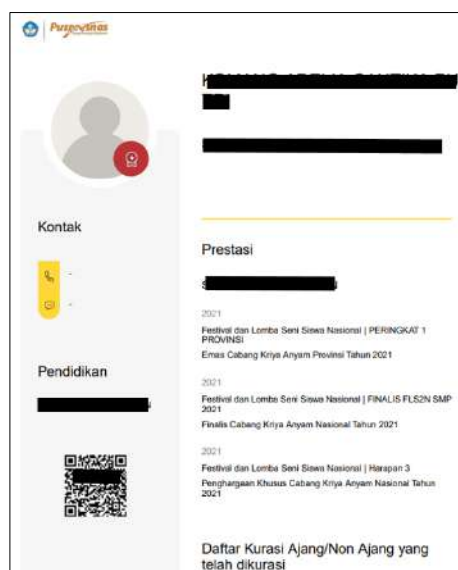 Puspresnas
Kontak
-
-
Pendidikan
Prestasi
2021
Festival dan Lomba Seni Siswa Nasional | PERINGKAT 1
PROVINSI
Emas Cabang Kriya Anyam Provinsi Tahun 2021
2021
Festival dan Lomba Seni Siswa Nasional | FINALIS FLS2N SMP
2021
Finalis Cabang Kriya Anyam Nasional Tahun 2021
2021
Festival dan Lomba Seni Siswa Nasional | Harapan 3
Penghargaan Khusus Cabang Kriya Anyam Nasional Tahun
2021
Daftar Kurasi Ajang/Non Ajang yang
telah dikurasi